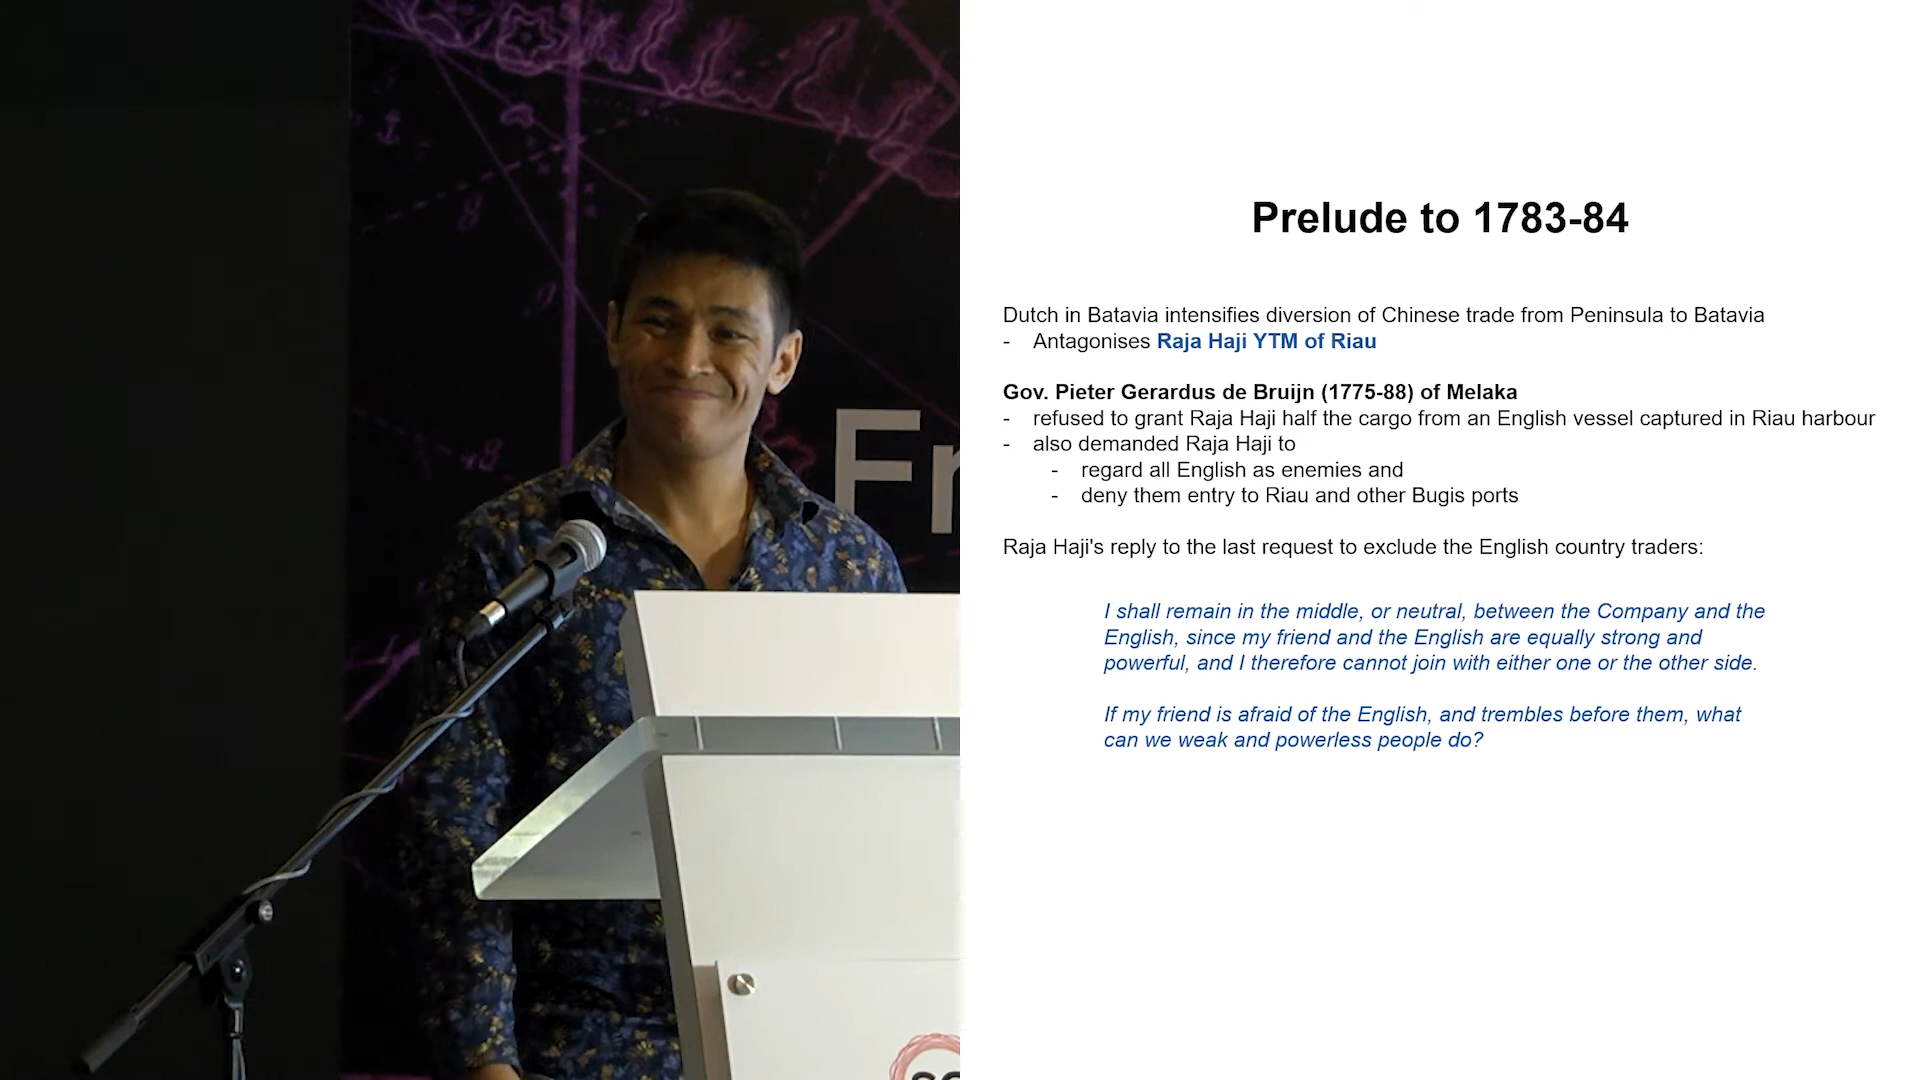 Fr
Prelude to 1783-84
Dutch in Batavia intensifies diversion of Chinese trade from Peninsula to Batavia
- Antagonises Raja Haji YTM of Riau
Gov. Pieter Gerardus de Bruijn (1775-88) of Melaka
- refused to grant Raja Haji half the cargo from an English vessel captured in Riau harbour
- also demanded Raja Haji to
- regard all English as enemies and
- deny them entry to Riau and other Bugis ports
Raja Haji's reply to the last request to exclude the English country traders:
I shall remain in the middle, or neutral, between the Company and the
English, since my friend and the English are equally strong and
powerful, and I therefore cannot join with either one or the other side.
If my friend is afraid of the English, and trembles before them, what
can we weak and powerless people do?